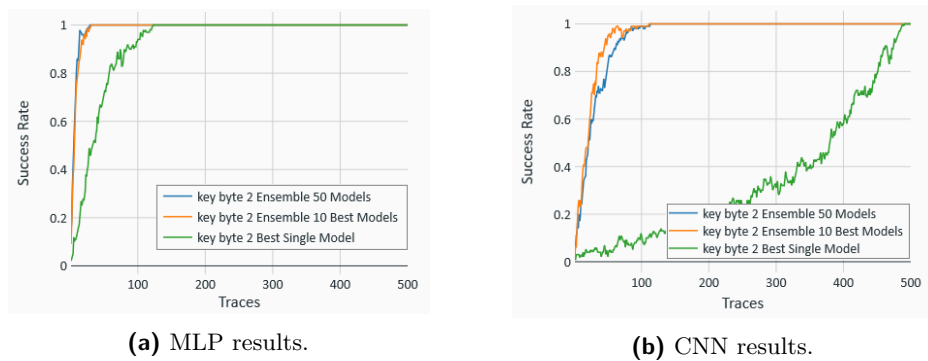 1
0.8
0.6
0.4
0.2
0
Success Rate
key byte 2 Ensemble 50 Models
key byte 2 Ensemble 10 Best Models
key byte 2 Best Single Model
100
200
300
400
500
Traces
(a) MLP results.
1
0.8
0.6
0.4
0.2
0
Success Rate
key byte 2 Ensemble 50 Models
key byte 2 Ensemble 10 Best Models
key byte 2 Best Single Model
100
200
300
400
500
Traces
(b) CNN results.